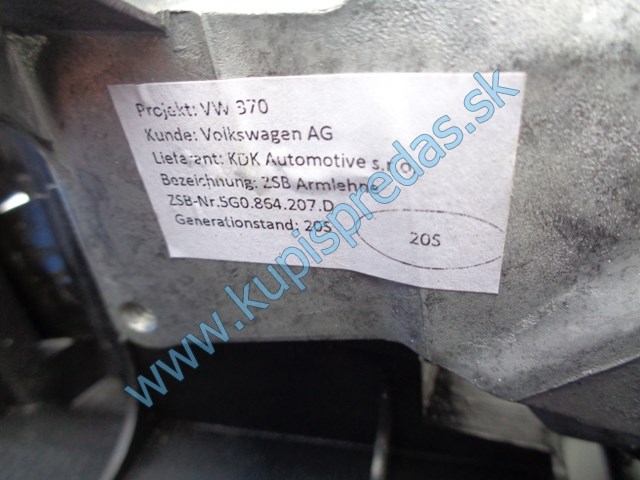 Projekt: VW 370
Kunde: Volkswagen AG
Lieferant: KDK Automotive s.r.o.
Bezeichnung: ZSB Armlehne
ZSB-Nr.5G0.864.207.D
Generationstand: 20S
20S
www.kupispredas.sk